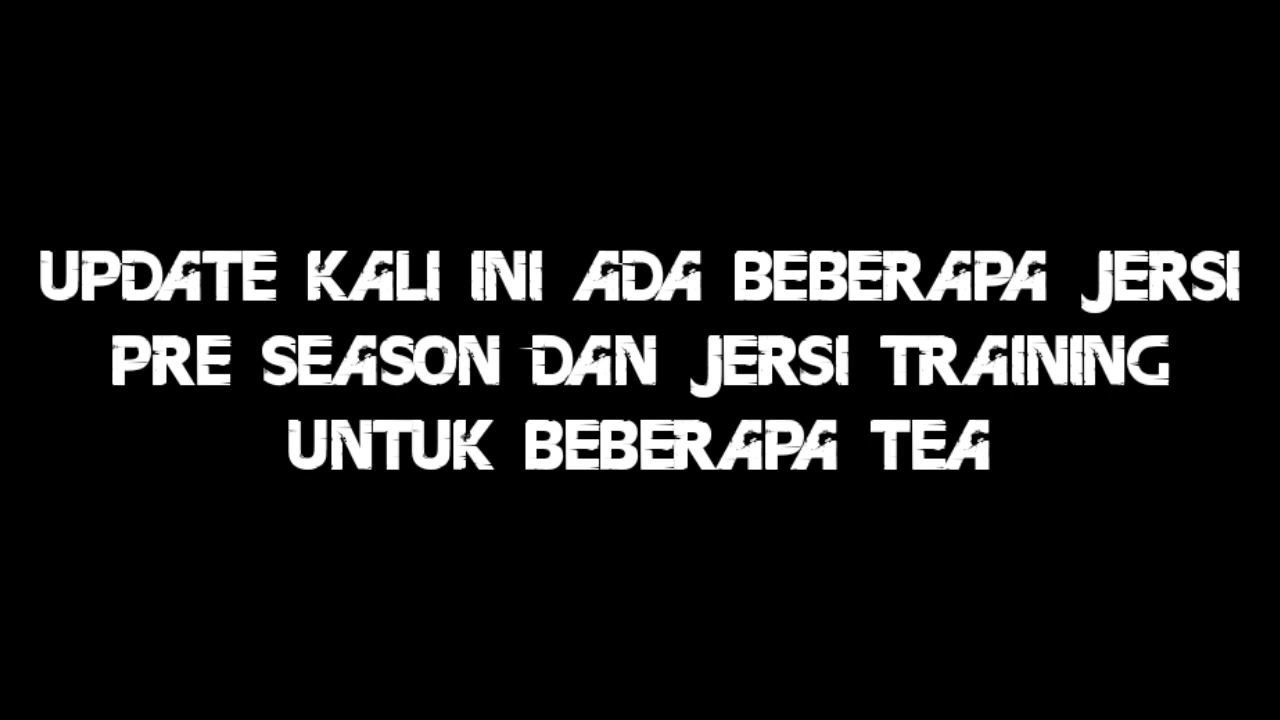 UPDATE KALI INI ADA BEBERAPA JERSI
PRE SEASON DAN JERSI TRAINING
UNTUK BEBERAPA TEA